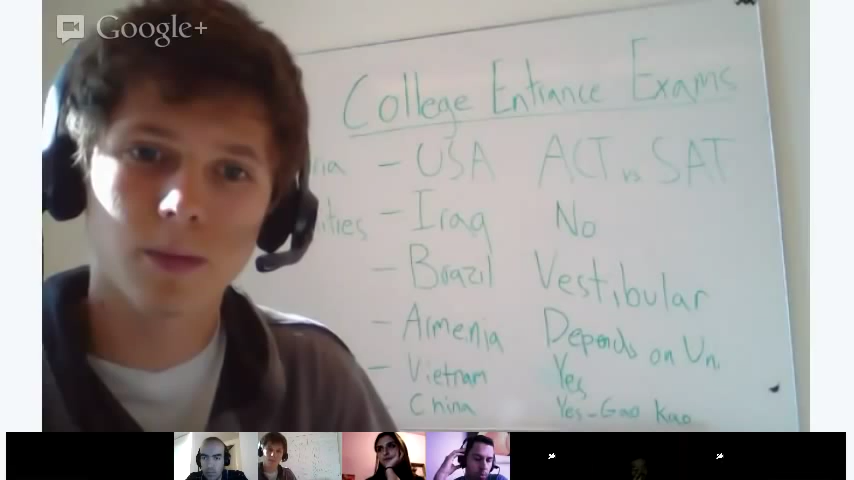 Google+
College Entrance Exams
ria - USA ACT vs SAT
ities - Iraq No
- Brazil Vestibular
- Armenia Depends on Uni
- Vietnam Yes
China Yes - Gao Kao